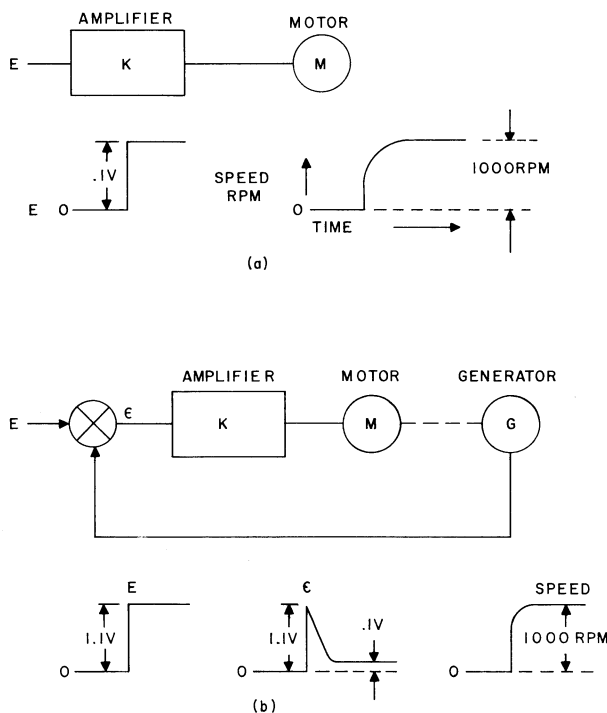 AMPLIFIER
MOTOR
E
K
M
.1V
E 0
SPEED
RPM
0
TIME
1000RPM
(a)
AMPLIFIER
MOTOR
GENERATOR
E
ϵ
K
M
G
E
1.1V
0
ϵ
1.1V
0
.1V
SPEED
1000 RPM
0
(b)